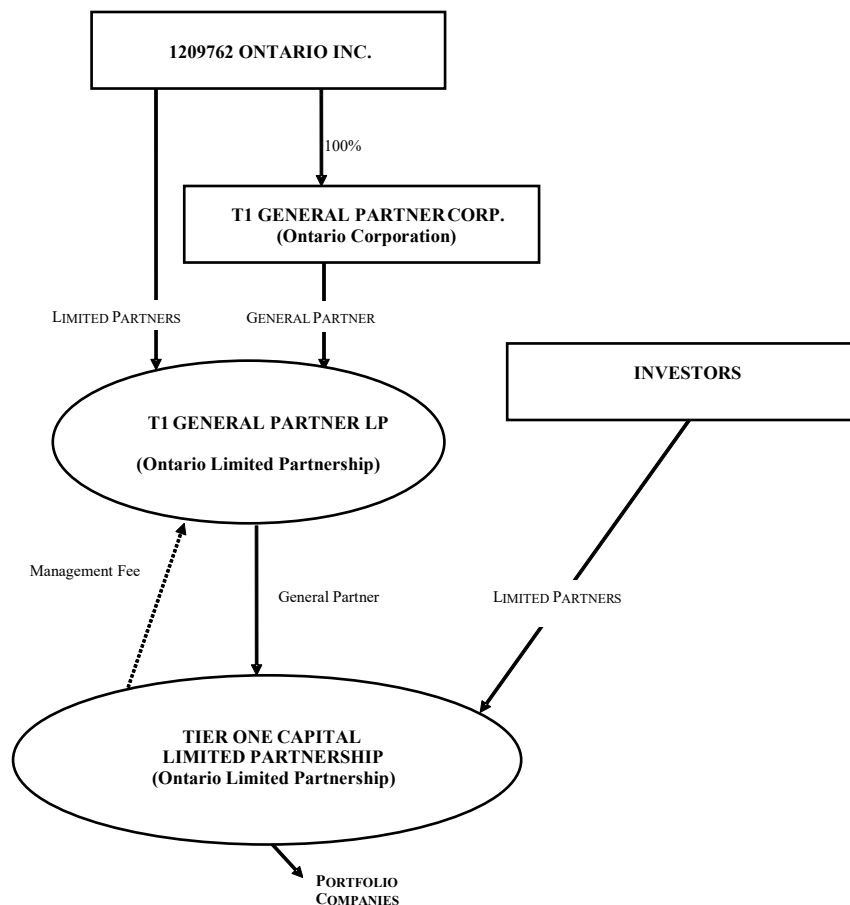 1209762 ONTARIO INC.
100%
T1 GENERAL PARTNER CORP.
(Ontario Corporation)
LIMITED PARTNERS
GENERAL PARTNER
INVESTORS
T1 GENERAL PARTNER LP
(Ontario Limited Partnership)
Management Fee
General Partner
LIMITED PARTNERS
TIER ONE CAPITAL
LIMITED PARTNERSHIP
(Ontario Limited Partnership)
PORTFOLIO
COMPANIES